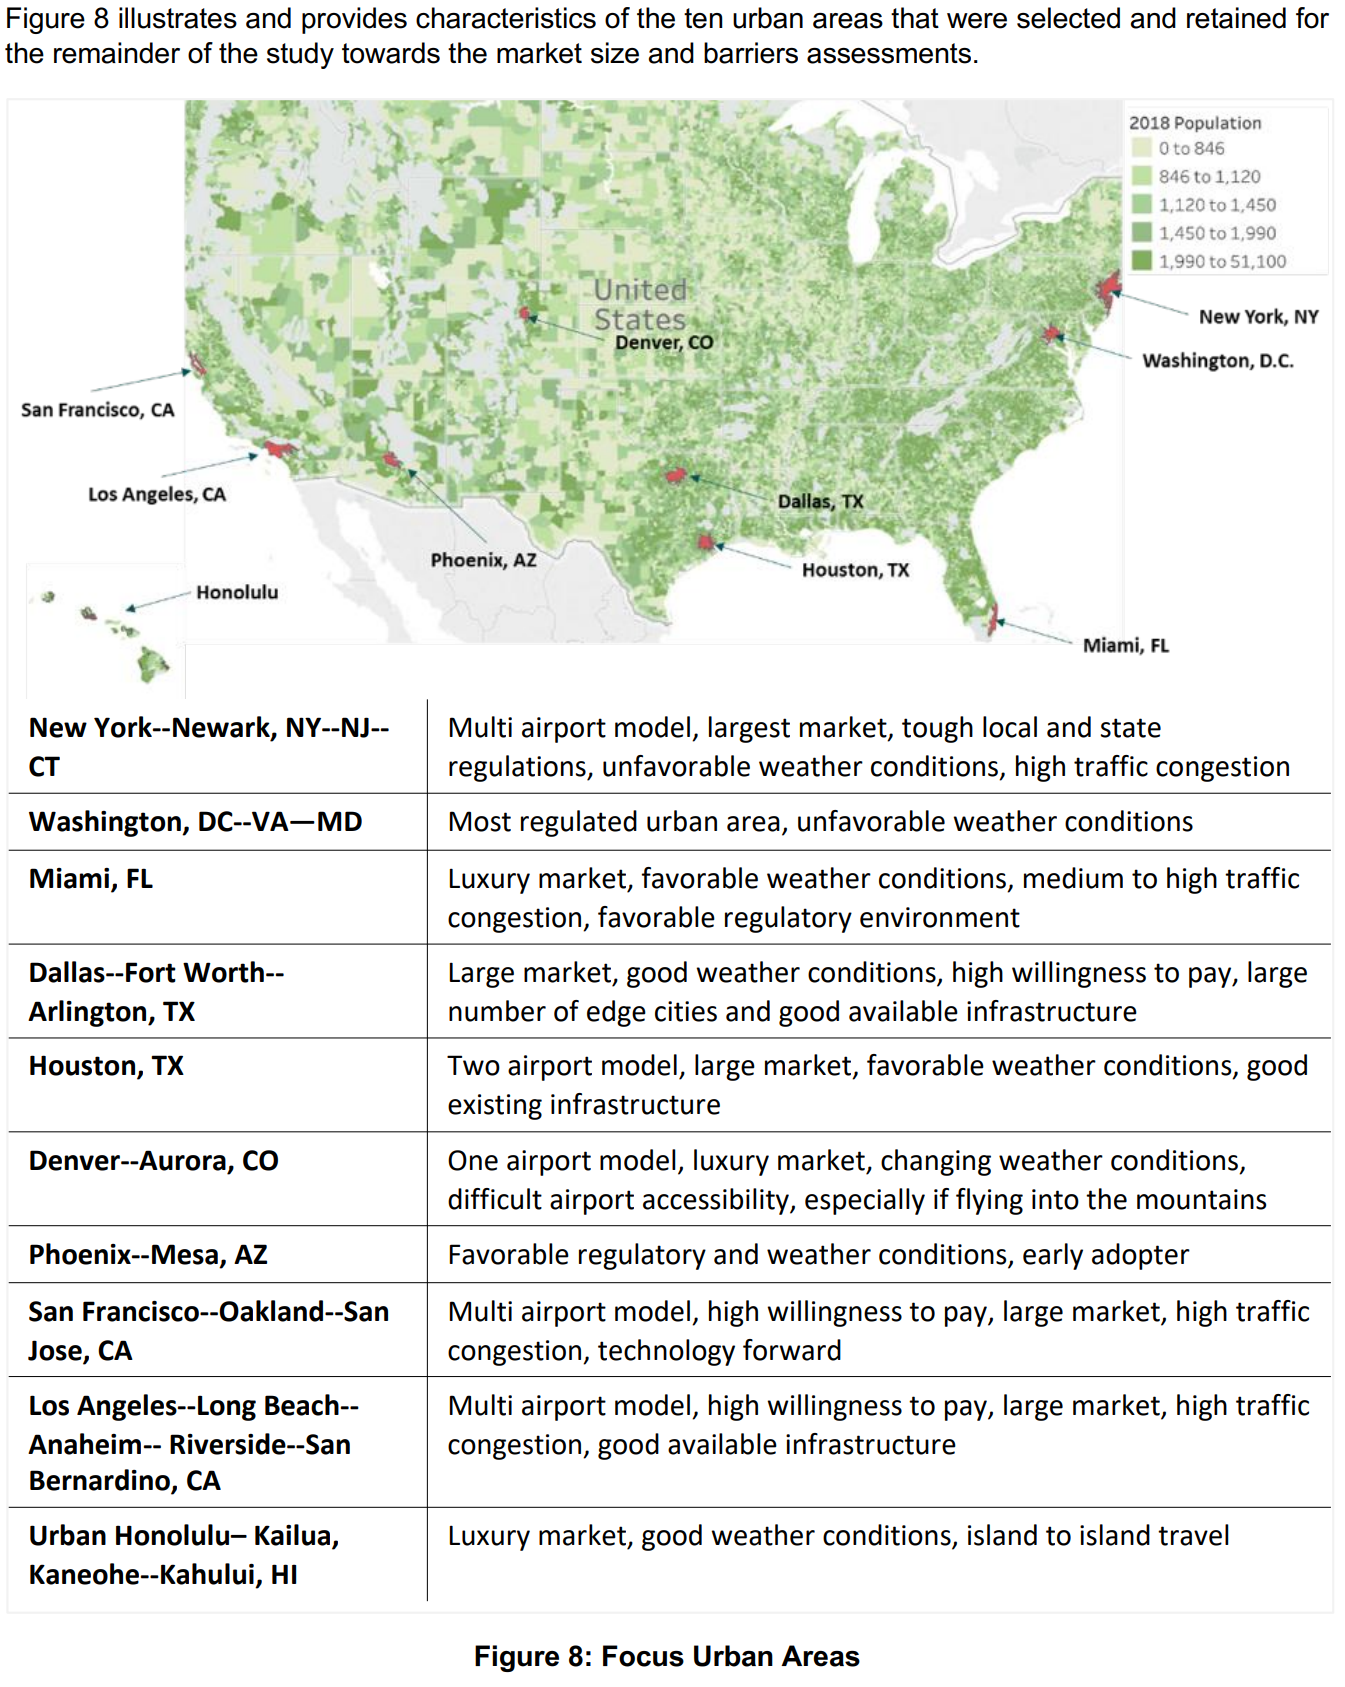 Figure 8 illustrates and provides characteristics of the ten urban areas that were selected and retained for
the remainder of the study towards the market size and barriers assessments.
2018 Population
0 to 846
846 to 1,120
1,120 to 1,450
1,450 to 1,990
1,990 to 51,100
United
States
New York, NY
Denver, CO
Washington, D.C.
San Francisco, CA
Los Angeles, CA
Dallas, TX
Phoenix, AZ
Houston, TX
Honolulu
Miami, FL
New York--Newark, NY--NJ--
CT
Multi airport model, largest market, tough local and state
regulations, unfavorable weather conditions, high traffic congestion
Washington, DC--VA—MD
Most regulated urban area, unfavorable weather conditions
Miami, FL
Luxury market, favorable weather conditions, medium to high traffic
congestion, favorable regulatory environment
Dallas--Fort Worth--
Arlington, TX
Large market, good weather conditions, high willingness to pay, large
number of edge cities and good available infrastructure
Houston, TX
Two airport model, large market, favorable weather conditions, good
existing infrastructure
Denver--Aurora, CO
One airport model, luxury market, changing weather conditions,
difficult airport accessibility, especially if flying into the mountains
Phoenix--Mesa, AZ
Favorable regulatory and weather conditions, early adopter
San Francisco--Oakland--San
Jose, CA
Multi airport model, high willingness to pay, large market, high traffic
congestion, technology forward
Los Angeles--Long Beach--
Anaheim-- Riverside--San
Bernardino, CA
Multi airport model, high willingness to pay, large market, high traffic
congestion, good available infrastructure
Urban Honolulu– Kailua,
Kaneohe--Kahului, HI
Luxury market, good weather conditions, island to island travel
Figure 8: Focus Urban Areas